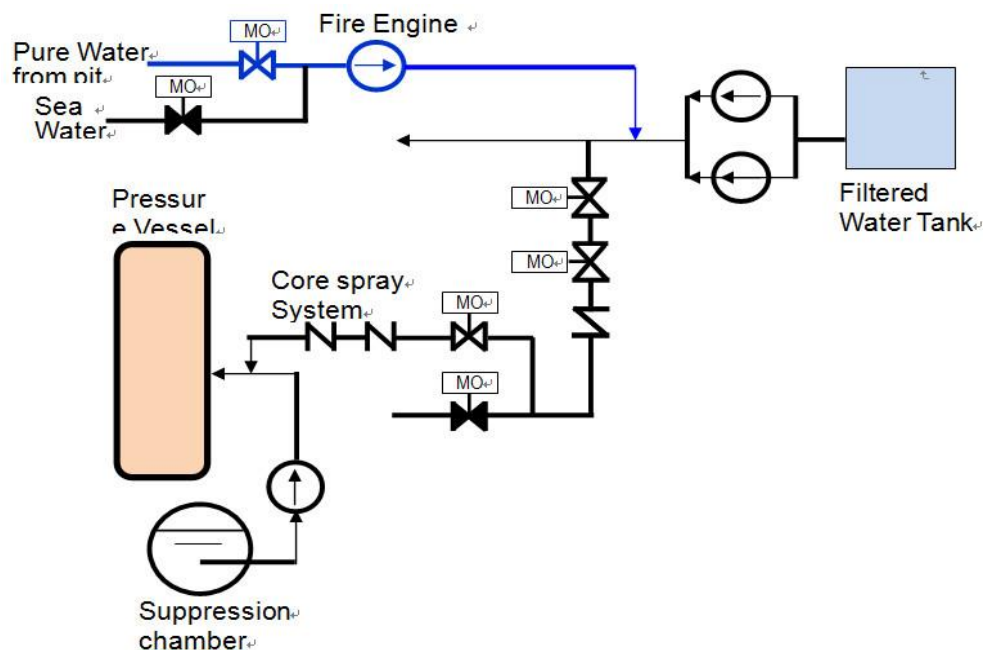 Fire Engine
MO
Pure Water
from pit
MO
Sea
Water
Filtered
Water Tank
MO
MO
Pressur
e Vessel
Core spray
System
MO
MO
Suppression
chamber